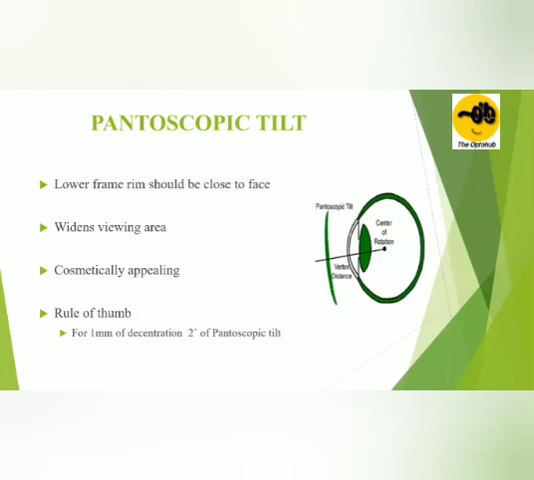 The Optohub
PANTOSCOPIC TILT
Lower frame rim should be close to face
Widens viewing area
Cosmetically appealing
Rule of thumb
For 1mm of decentration 2° of Pantoscopic tilt
Pantoscopic Tilt
Center
of
Rotation
Vertex
Distance